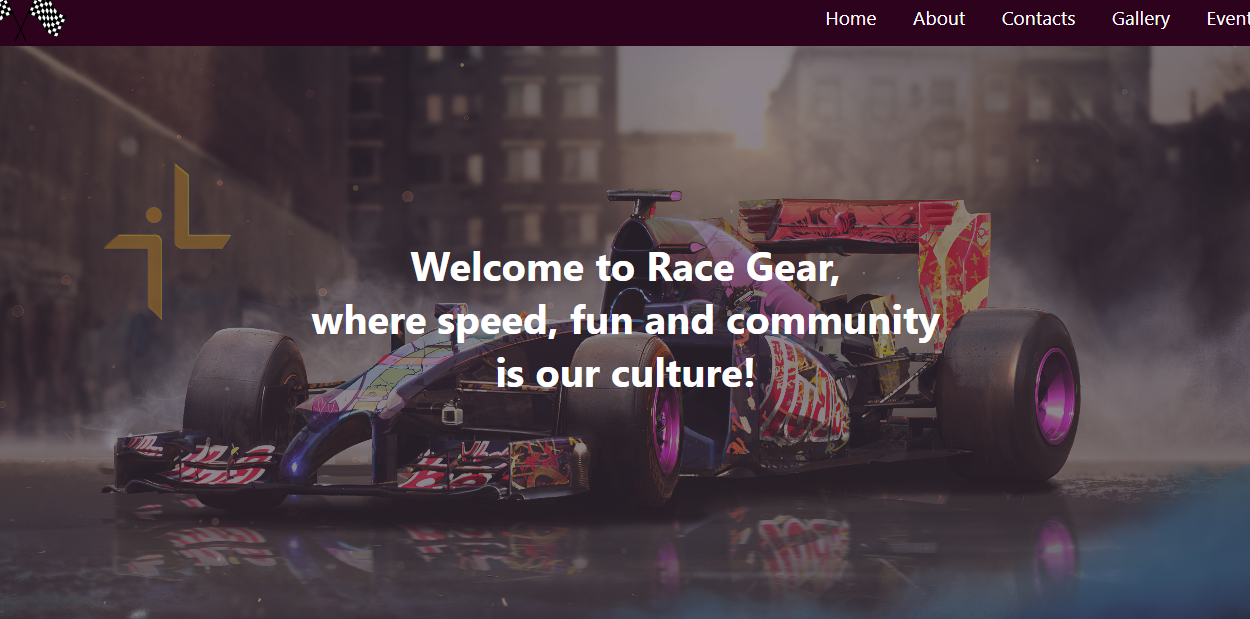 Home About Contacts Gallery Event
Welcome to Race Gear,
where speed, fun and community
is our culture!